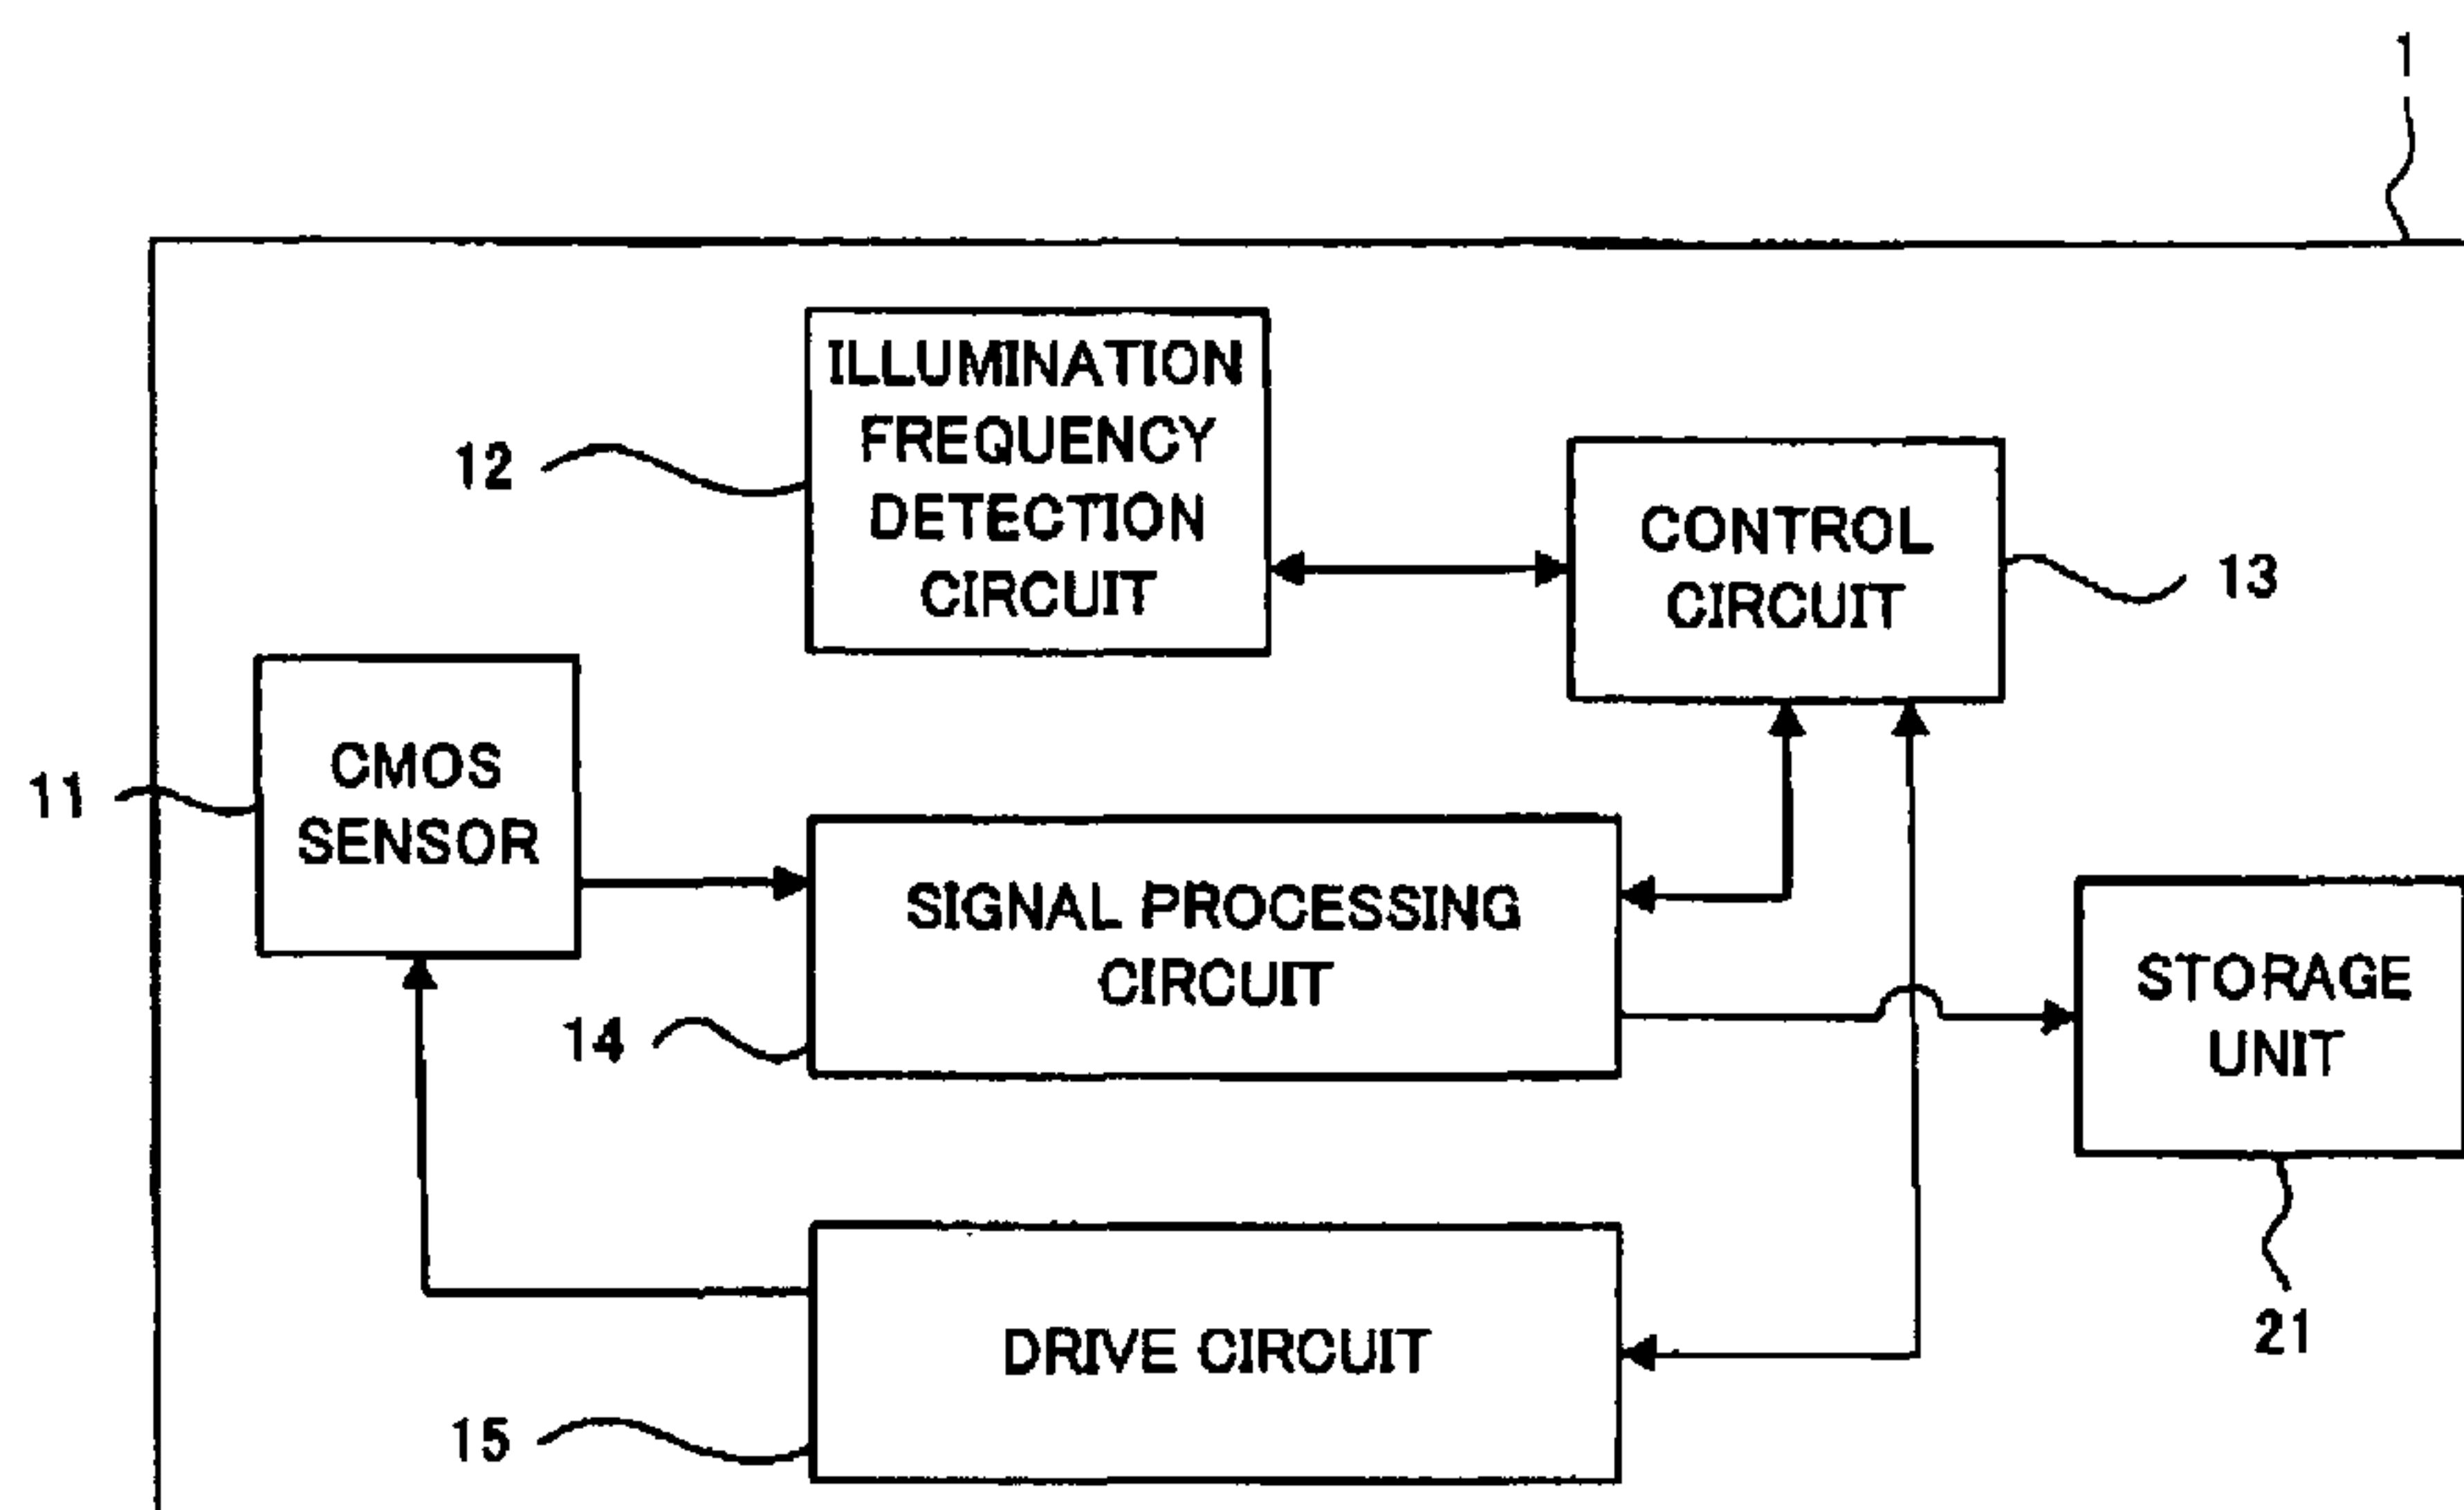 1
ILLUMINATION
FREQUENCY
DETECTION
CIRCUIT
12
CONTROL
CIRCUIT
13
CMOS
SENSOR
11
SIGNAL PROCESSING
CIRCUIT
14
STORAGE
UNIT
21
DRIVE CIRCUIT
15